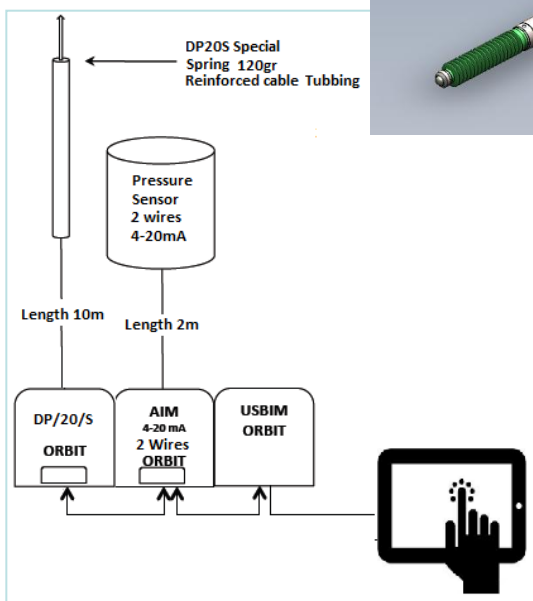 DP20S Special
Spring 120gr
Reinforced cable Tubbing
Pressure
Sensor
2 wires
4-20mA
Length 10m
Length 2m
DP/20/S
ORBIT
AIM
4-20 mA
2 Wires
ORBIT
USBIM
ORBIT